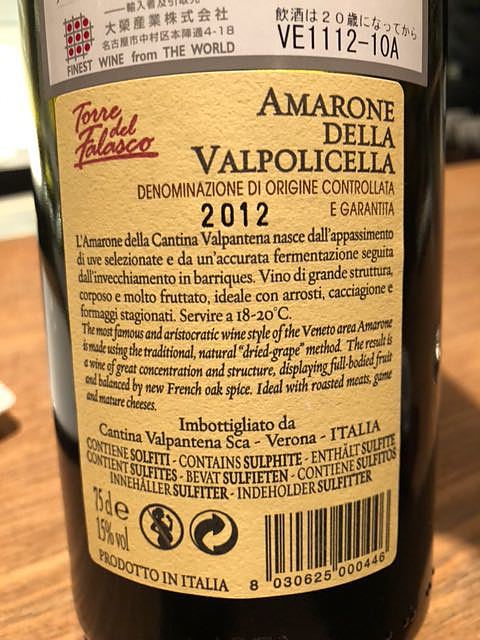 輸入者及び引取先
大榮産業株式会社
名古屋市中村区本陣通4-18
FINEST WINE from THE WORLD
飲酒は20歳になってから
VE1112-10A
Torre
del
Falasco
AMARONE
DELLA
VALPOLICELLA
DENOMINAZIONE DI ORIGINE CONTROLLATA
2012 E GARANTITA
L'Amarone della Cantina Valpantena nasce dall'appassimento
di uve selezionate e da un'accurata fermentazione seguita
dall'invecchiamento in barriques. Vino di grande struttura,
corposo e molto fruttato, ideale con arrosti, cacciagione e
formaggi stagionati. Servire a 18-20°C.
The most famous and aristocratic wine style of the Veneto area Amarone
is made using the traditional, natural "dried-grape" method. The result is
a wine of great concentration and structure, displaying full-bodied fruit
and balanced by new French oak spice. Ideal with roasted meats, game
and mature cheeses.
Imbottigliato da
Cantina Valpantena Sca - Verona - ITALIA
CONTIENE SOLFITI - CONTAINS SULPHITE - ENTHÄLT SULFITE
CONTIENT SULFITES - BEVAT SULFIETEN - CONTIENE SULFITOS
INNEHÅLLER SULFITER - INDEHOLDER SULFITTER
75 cl e
15% vol
PRODOTTO IN ITALIA
8 030625 000446